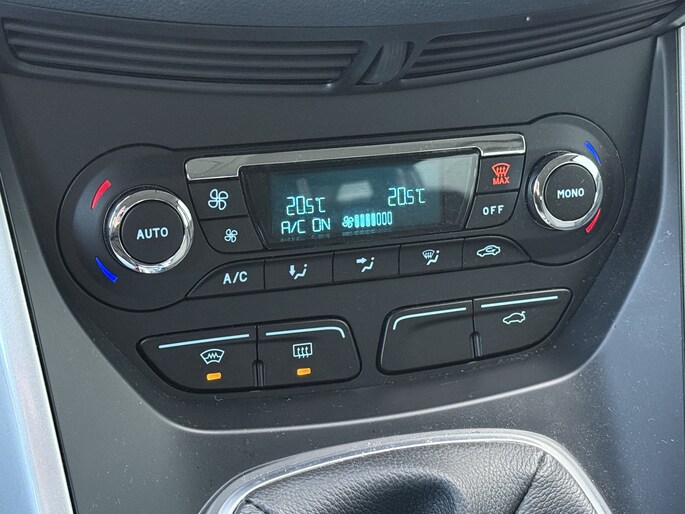 20.5°C 20.5°C
A/C ON
AUTO
MONO
MAX
OFF
A/C